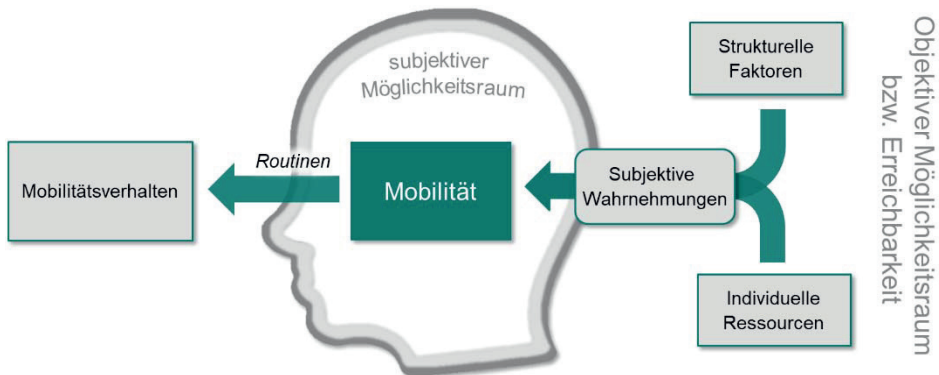 subjektiver
Möglichkeitsraum
Strukturelle
Faktoren
Mobilitätsverhalten
Routinen
Mobilität
Subjektive
Wahrnehmungen
Individuelle
Ressourcen
Objektiver Möglichkeitsraum
bzw. Erreichbarkeit